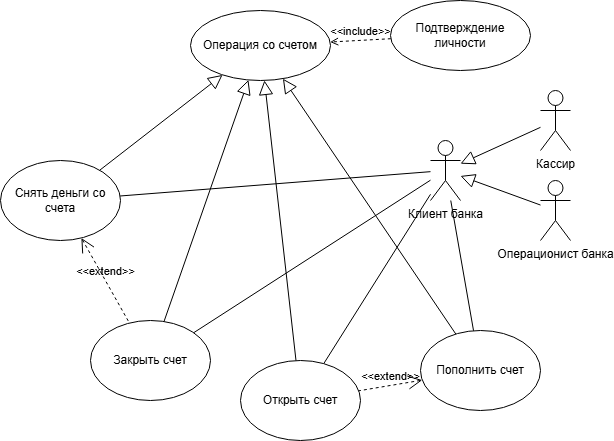 <<include>>
Подтверждение
личности
Операция со счетом
Кассир
Снять деньги со
счета
Клиент банка
Операционист банка
<<extend>>
Закрыть счет
<<extend>>
Пополнить счет
Открыть счет